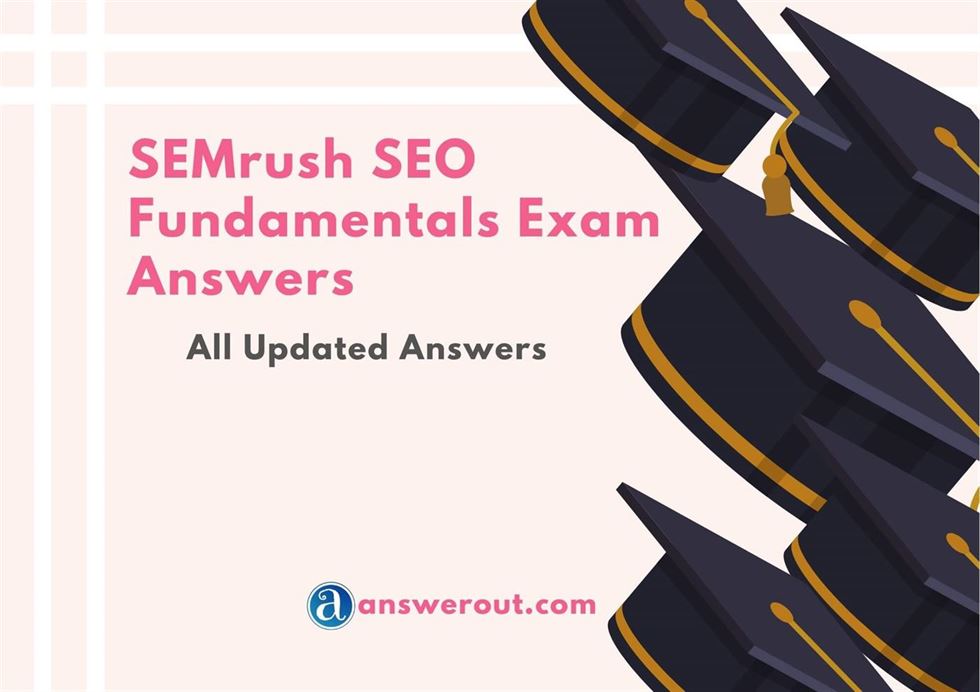 SEMrush SEO
Fundamentals Exam
Answers
All Updated Answers
a answerout.com